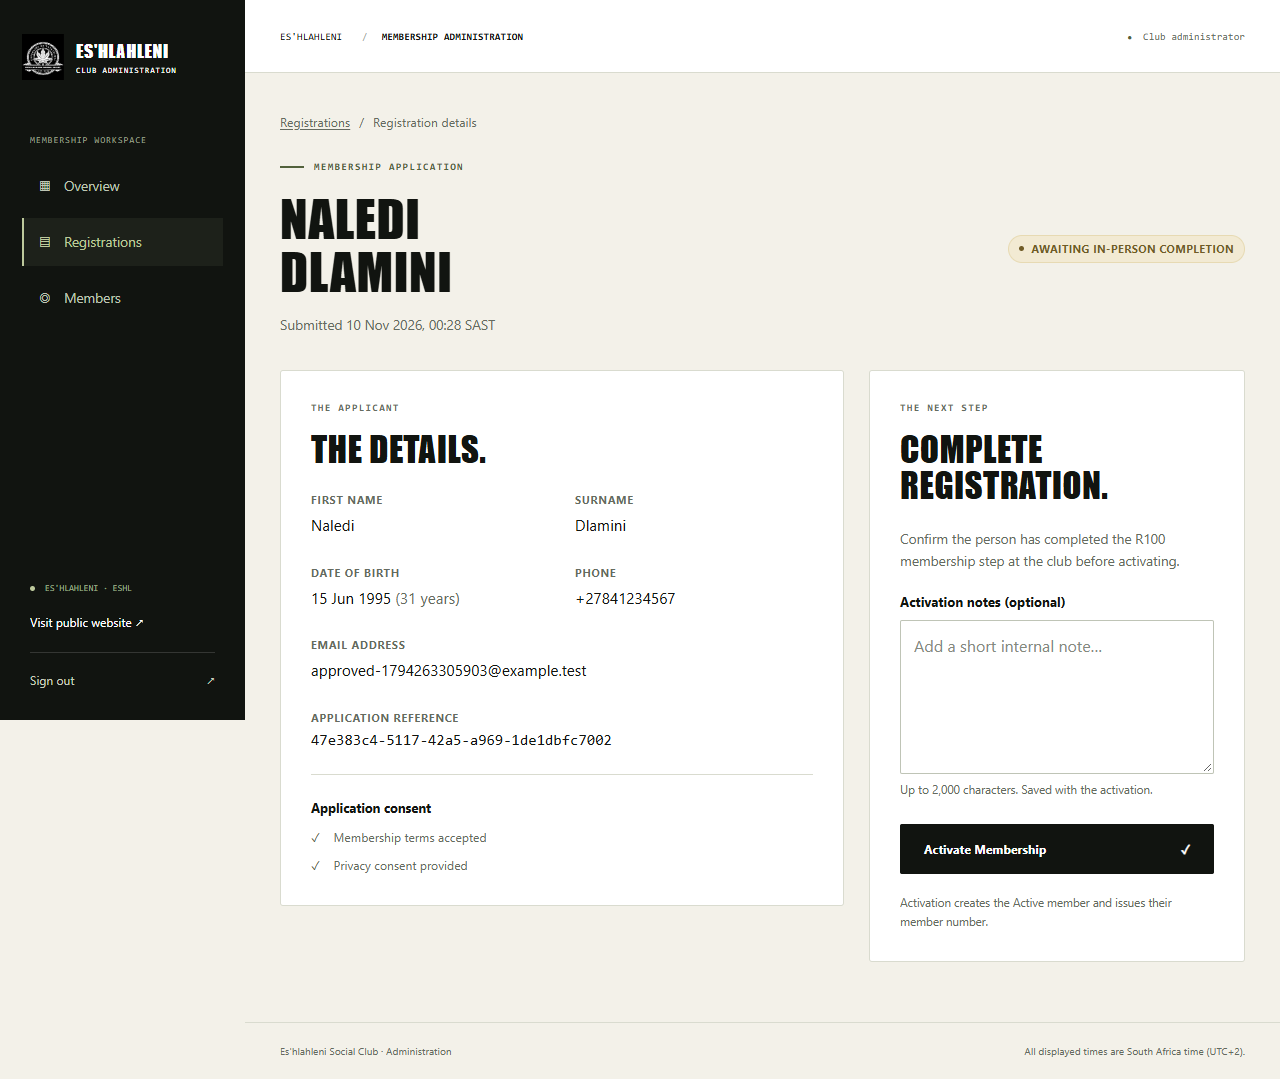 ES'HLAHLENI
CLUB ADMINISTRATION
MEMBERSHIP WORKSPACE
Overview
Registrations
Members
ES'HLAHLENI · ESHL
Visit public website ↗
Sign out ↗
ES'HLAHLENI / MEMBERSHIP ADMINISTRATION
Club administrator
Registrations / Registration details
MEMBERSHIP APPLICATION
NALEDI
DLAMINI
AWAITING IN-PERSON COMPLETION
Submitted 10 Nov 2026, 00:28 SAST
THE APPLICANT
THE DETAILS.
FIRST NAME
Naledi
SURNAME
Dlamini
DATE OF BIRTH
15 Jun 1995 (31 years)
PHONE
+27841234567
EMAIL ADDRESS
approved-1794263305903@example.test
APPLICATION REFERENCE
47e383c4-5117-42a5-a969-1de1dbfc7002
Application consent
✓ Membership terms accepted
✓ Privacy consent provided
THE NEXT STEP
COMPLETE
REGISTRATION.
Confirm the person has completed the R100
membership step at the club before activating.
Activation notes (optional)
Add a short internal note...
Up to 2,000 characters. Saved with the activation.
Activate Membership ✓
Activation creates the Active member and issues their
member number.
Es'hlahleni Social Club · Administration
All displayed times are South Africa time (UTC+2).